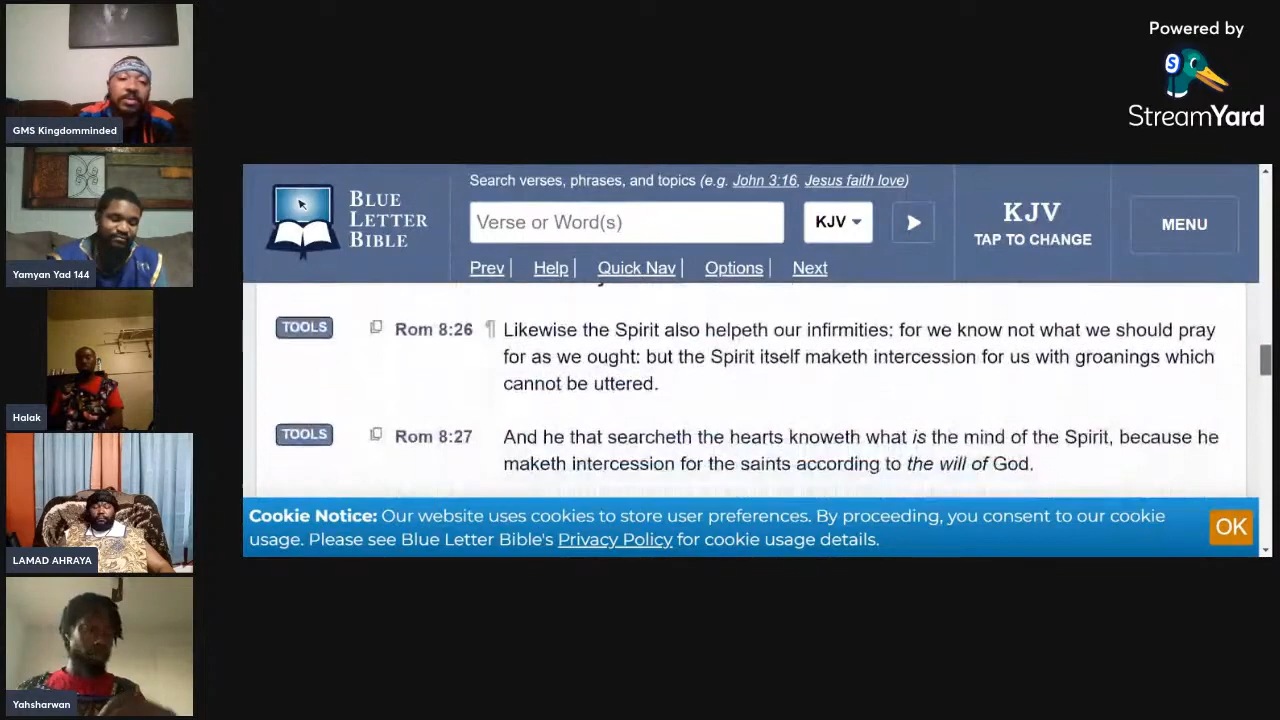 GMS Kingdomminded
Yamyan Yad 144
Halak
LAMAD AHRAYA
Yahsharwan
Powered by
StreamYard
BLUE
LETTER
BIBLE
Search verses, phrases, and topics (e.g. John 3:16, Jesus faith love)
Verse or Word(s)
KJV
Prev | Help | Quick Nav | Options | Next
KJV
TAP TO CHANGE
MENU
TOOLS Rom 8:26 ¶ Likewise the Spirit also helpeth our infirmities: for we know not what we should pray
for as we ought: but the Spirit itself maketh intercession for us with groanings which
cannot be uttered.
TOOLS Rom 8:27 And he that searcheth the hearts knoweth what is the mind of the Spirit, because he
maketh intercession for the saints according to the will of God.
Cookie Notice: Our website uses cookies to store user preferences. By proceeding, you consent to our cookie
usage. Please see Blue Letter Bible's Privacy Policy for cookie usage details.
OK